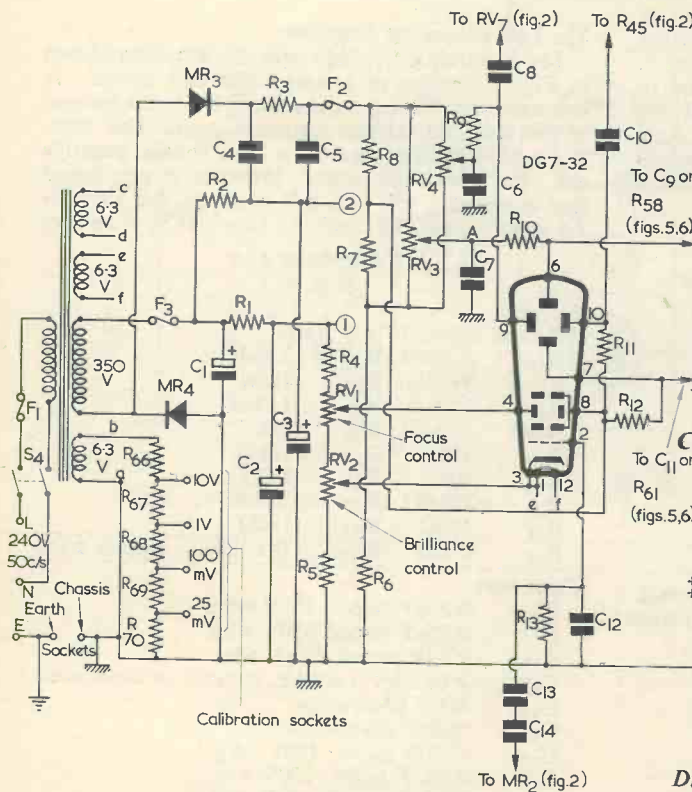 To RV7 (fig.2)
To R45 (fig.2)
C8
MR3
R3
F2
C10
R9
DG7-32
C4
C5
R8
RV4
C6
To C9 or
R58
(figs.5,6)
R2
c
6·3
V
d
2
R10
A
R7
RV3
C7
6
e
6·3
V
f
F3
R1
1
9
10
R11
7
R4
350
V
C1
+
RV1
4
8
R12
F1
MR4
C3
+
Focus
control
2
C
To C11 or
R61
(figs.5,6)
S4
b
6·3
V
a
R66
10V
C2
+
RV2
3
1
12
e
f
R67
1V
Brilliance
control
L
240V
50c/s
N
R68
100
mV
R69
25
mV
R5
R6
Chassis
Earth
Sockets
E
R
70
R13
C12
C13
C14
Calibration sockets
To MR2 (fig.2)
D.